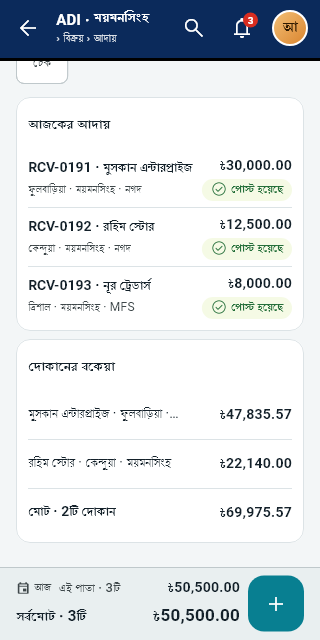 ADI · ময়মনসিংহ
› বিক্রয় › আদায়
3
আ
চেক
আজকের আদায়
RCV-0191 · মুসকান এন্টারপ্রাইজ
৳30,000.00
ফুলবাড়িয়া · ময়মনসিংহ · নগদ
পোস্ট হয়েছে
RCV-0192 · রহিম স্টোর
৳12,500.00
কেন্দুয়া · ময়মনসিংহ · নগদ
পোস্ট হয়েছে
RCV-0193 · নূর ট্রেডার্স
৳8,000.00
ত্রিশাল · ময়মনসিংহ · MFS
পোস্ট হয়েছে
দোকানের বকেয়া
মুসকান এন্টারপ্রাইজ · ফুলবাড়িয়া ·…
৳47,835.57
রহিম স্টোর · কেন্দুয়া · ময়মনসিংহ
৳22,140.00
মোট · 2টি দোকান
৳69,975.57
আজ এই পাতা · 3টি
৳50,500.00
সর্বমোট · 3টি
৳50,500.00